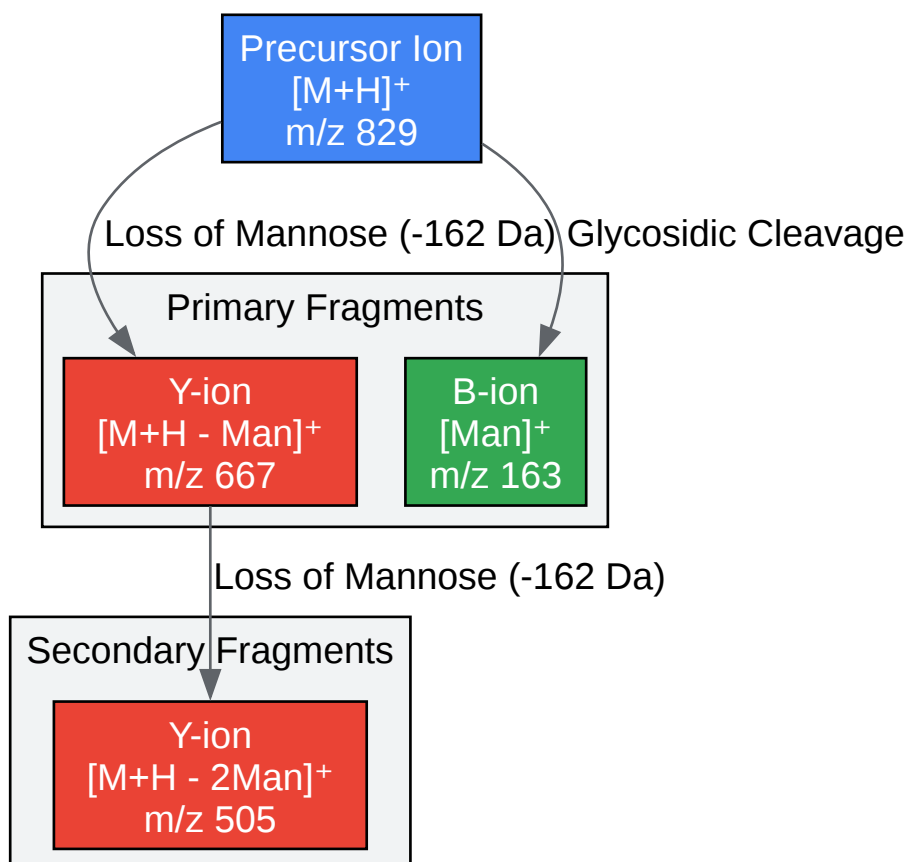 Precursor Ion
[M+H]⁺
m/z 829
Loss of Mannose (-162 Da)
Glycosidic Cleavage
Primary Fragments
Y-ion
[M+H - Man]⁺
m/z 667
B-ion
[Man]⁺
m/z 163
Loss of Mannose (-162 Da)
Secondary Fragments
Y-ion
[M+H - 2Man]⁺
m/z 505